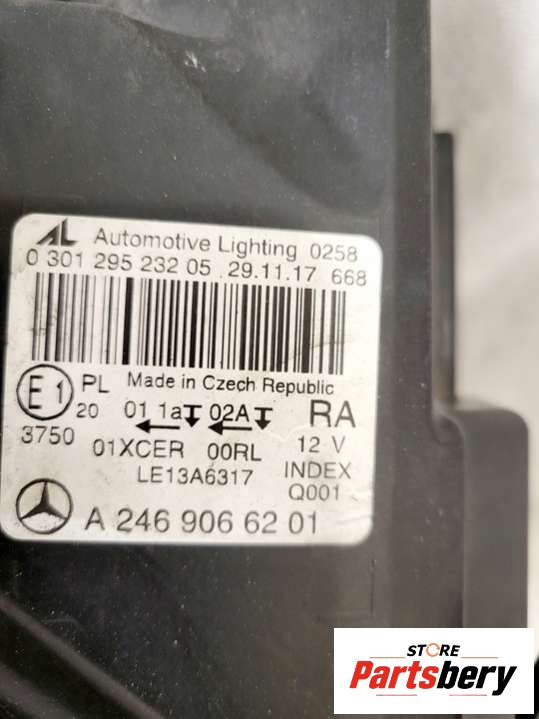 AL Automotive Lighting 0258
0 301 295 232 05 29.11.17 668
E1 PL Made in Czech Republic
20 01 1a 02A RA
3750 01XCER 00RL 12 V
LE13A6317 INDEX
Q001
A 246 906 62 01
STORE
Partsbery